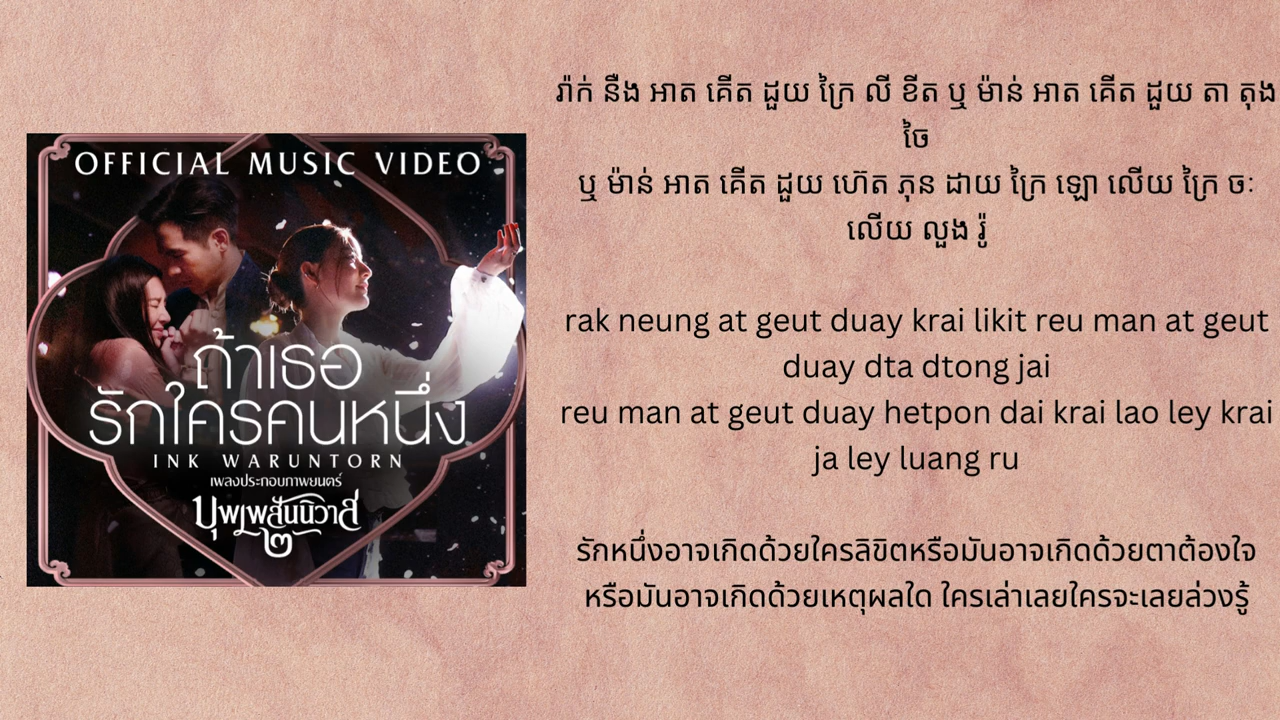 OFFICIAL MUSIC VIDEO
ถ้าเธอ
รักใครคนหนึ่ง
INK WARUNTORN
เพลงประกอบภาพยนตร์
บุพเพสันนิวาส
๒
រ៉ាក់ នឺង អាត គើត ដួយ ក្រៃ លី ខីត ឬ ម៉ាន់ អាត គើត ដួយ តា តុង
ចៃ
ឬ ម៉ាន់ អាត គើត ដួយ ហ៊េត ភុន ដាយ ក្រៃ ឡោ លើយ ក្រៃ ចៈ
លើយ លួង រ៉ូ
rak neung at geut duay krai likit reu man at geut
duay dta dtong jai
reu man at geut duay hetpon dai krai lao ley krai
ja ley luang ru
รักหนึ่งอาจเกิดด้วยใครลิขิตหรือมันอาจเกิดด้วยตาต้องใจ
หรือมันอาจเกิดด้วยเหตุผลใด ใครเล่าเลยใครจะเลยล่วงรู้